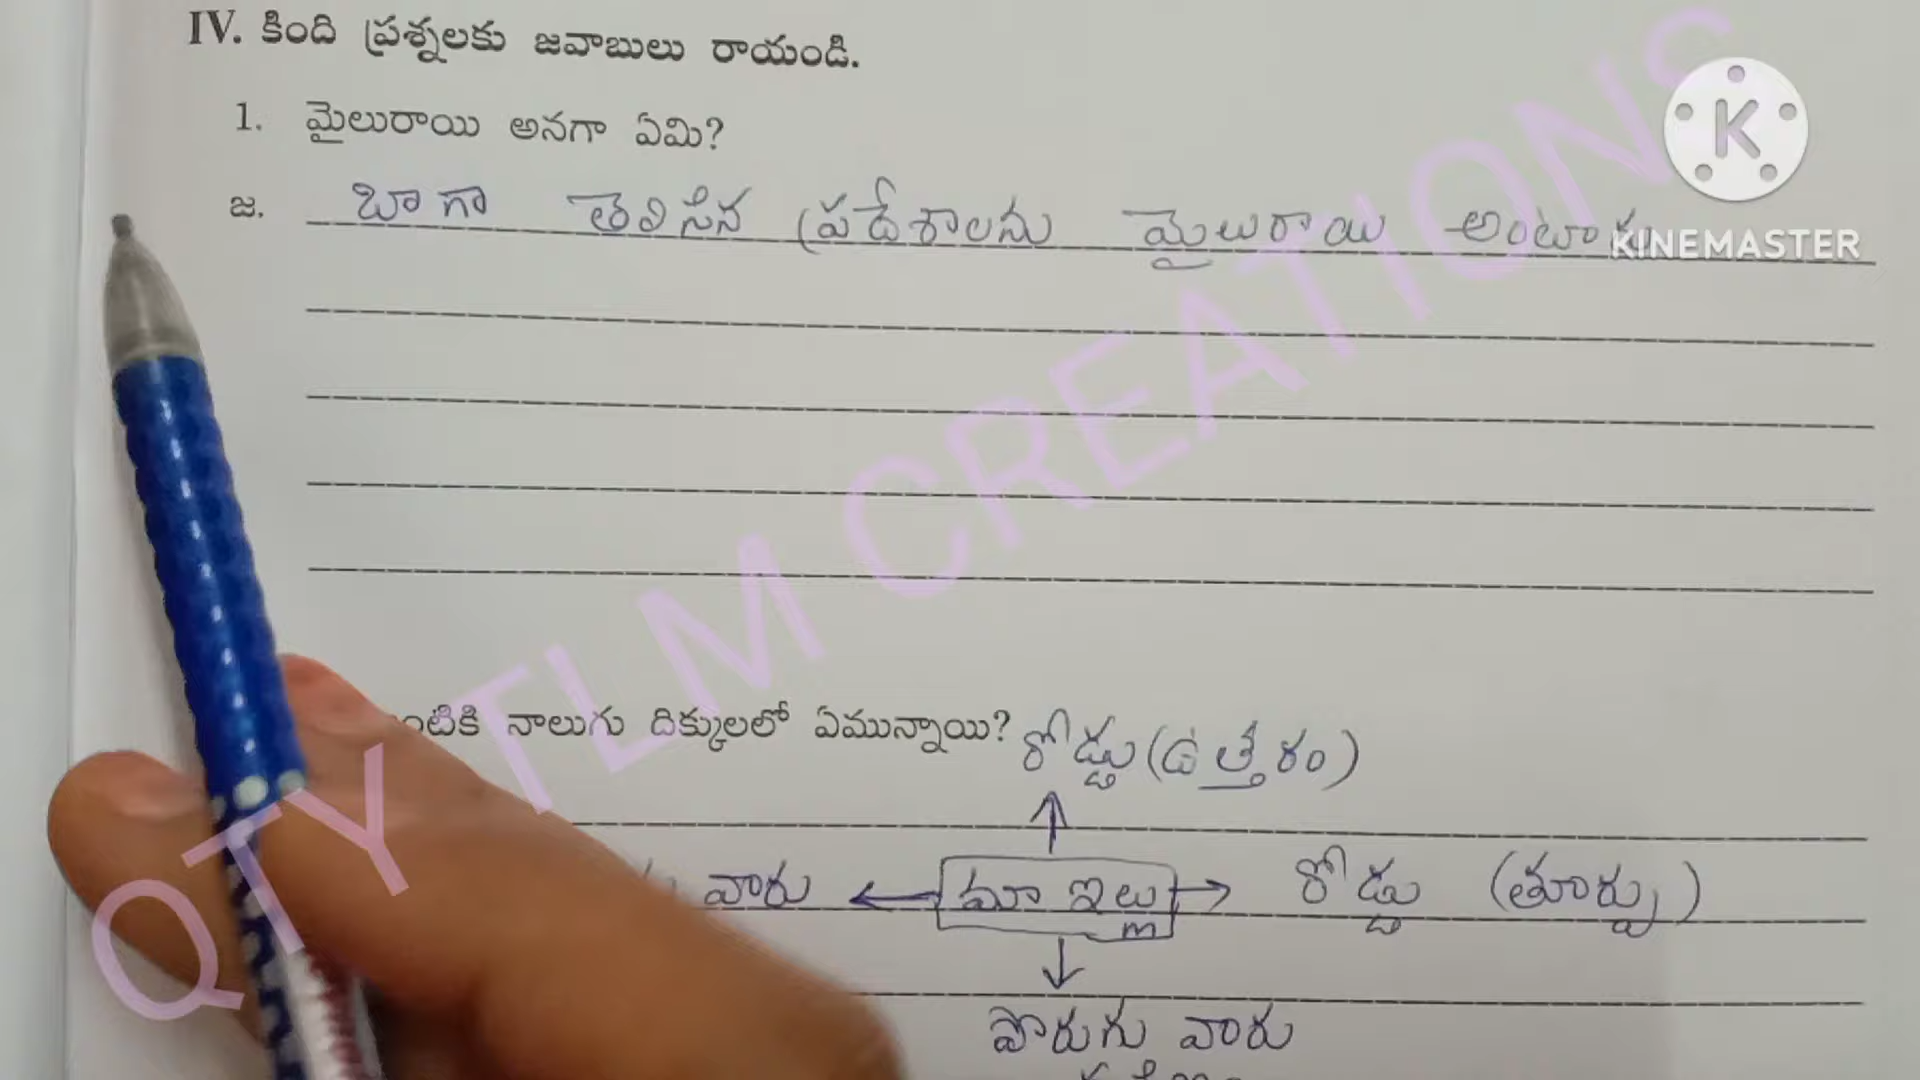 IV. కింది ప్రశ్నలకు జవాబులు రాయండి.
1. మైలురాయి అనగా ఏమి?
జ. బాగా తెలిసిన ప్రదేశాలను మైలురాయి అంటారు
KINEMASTER
QTY TLM CREATIONS
నాలుగు దిక్కులలో ఏమున్నాయి?
రోడ్డు (ఉత్తరం)
వారు ← మా ఇల్లు → రోడ్డు (తూర్పు)
పొరుగు వారు